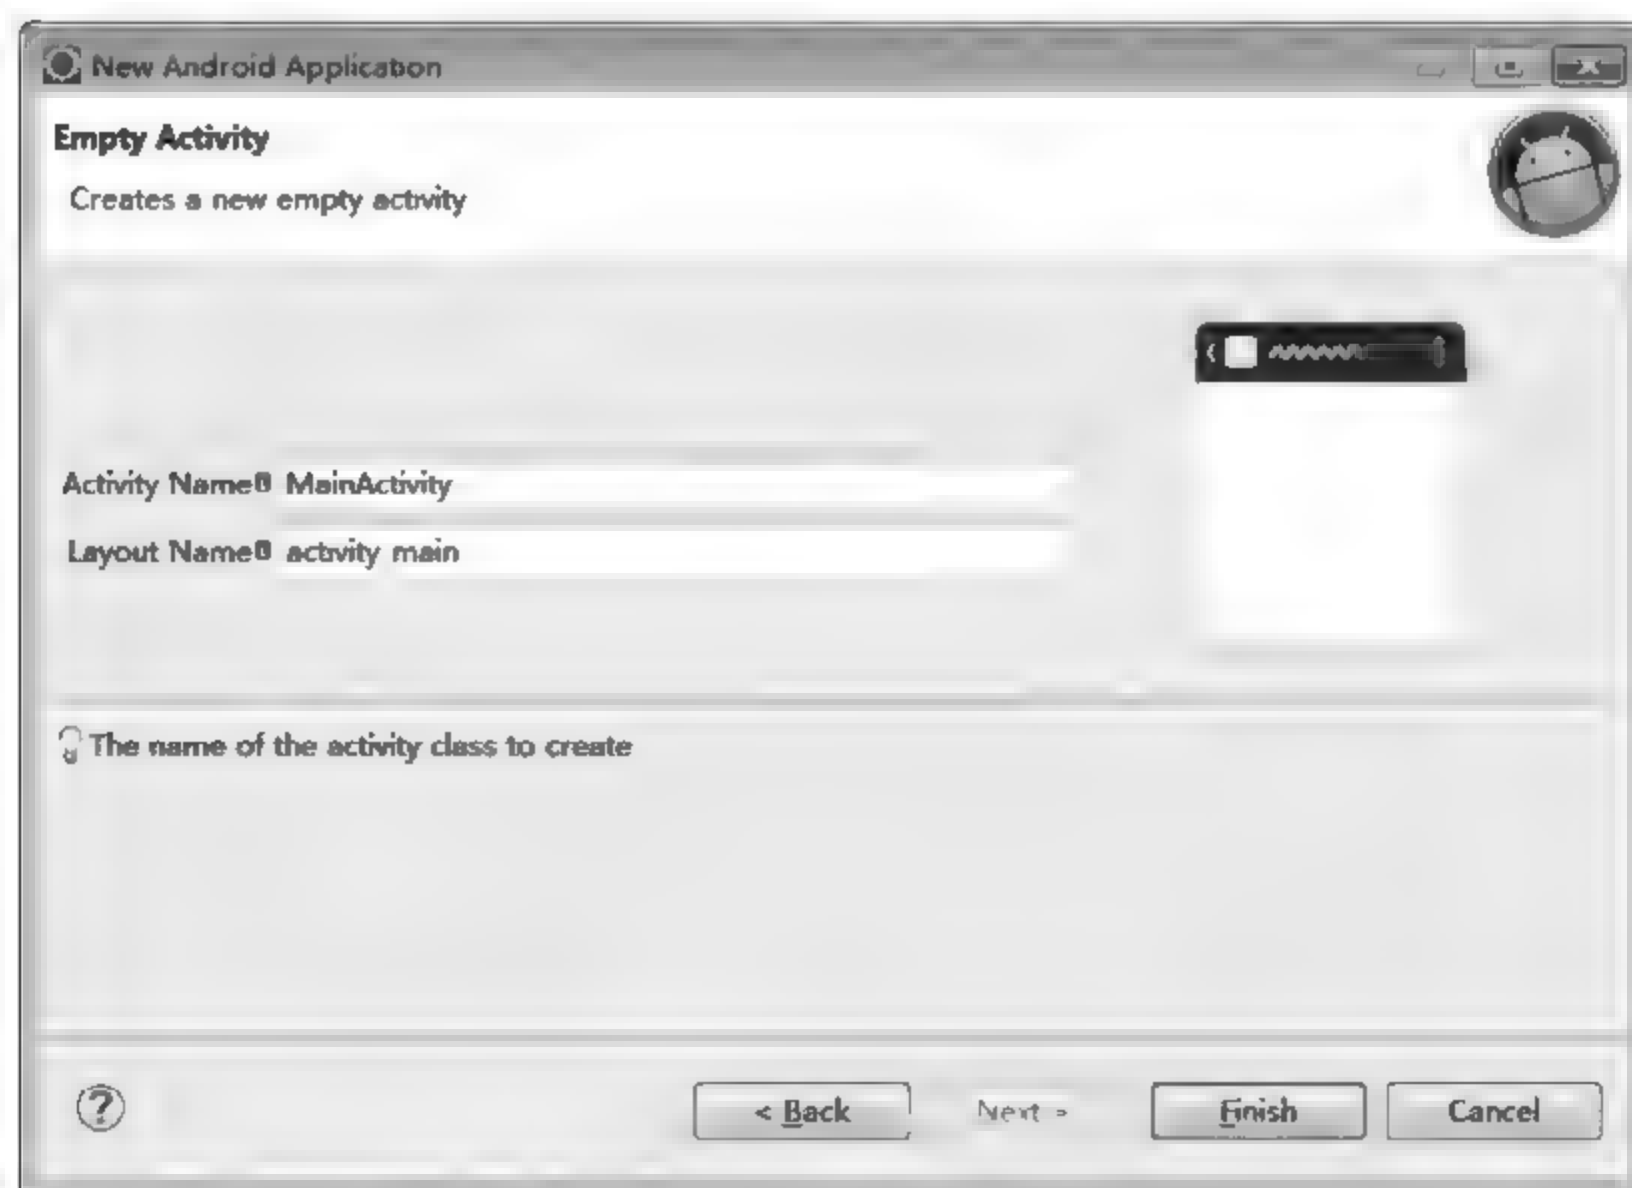 New Android Application
Empty Activity
Creates a new empty activity
Activity Name MainActivity
Layout Name activity main
The name of the activity class to create
?
< Back Next > Finish Cancel